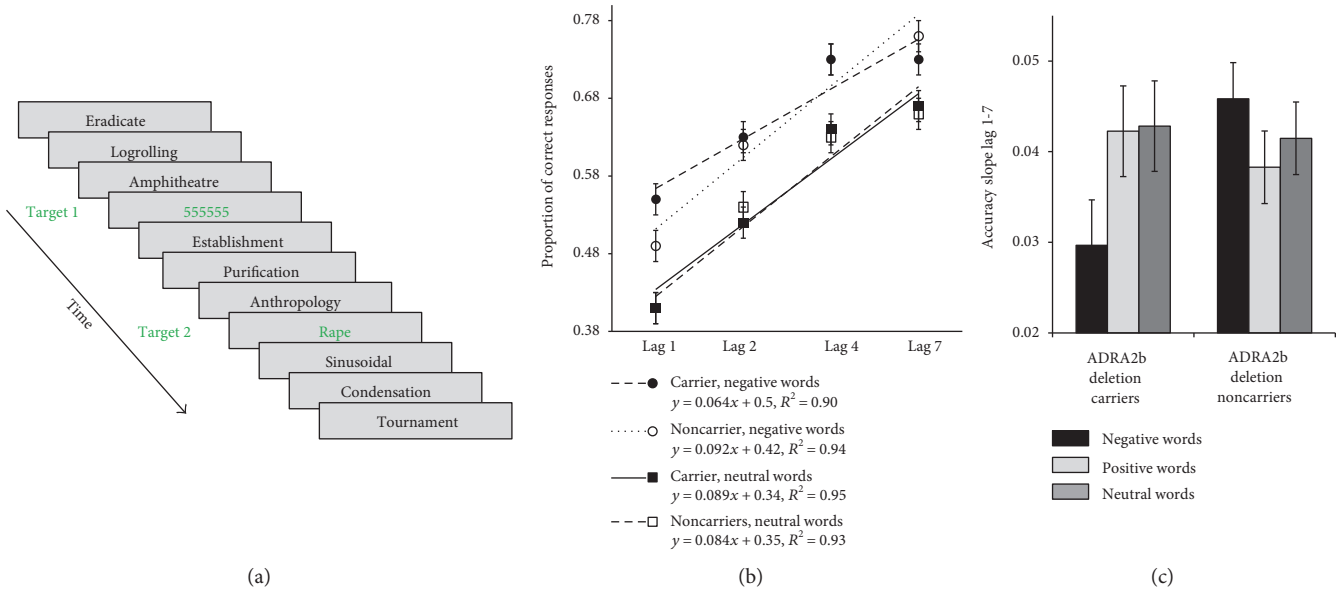 Eradicate
Logrolling
Amphitheatre
Target 1
555555
Establishment
Purification
Anthropology
Time
Target 2
Rape
Sinusoidal
Condensation
Tournament
(a)
Proportion of correct responses
0.78
0.68
0.58
0.48
0.38
Lag 1
Lag 2
Lag 4
Lag 7
Carrier, negative words
y = 0.064x + 0.5, R² = 0.90
Noncarrier, negative words
y = 0.092x + 0.42, R² = 0.94
Carrier, neutral words
y = 0.089x + 0.34, R² = 0.95
Noncarriers, neutral words
y = 0.084x + 0.35, R² = 0.93
(b)
Accuracy slope lag 1-7
0.05
0.04
0.03
0.02
ADRA2b
deletion
carriers
ADRA2b
deletion
noncarriers
Negative words
Positive words
Neutral words
(c)